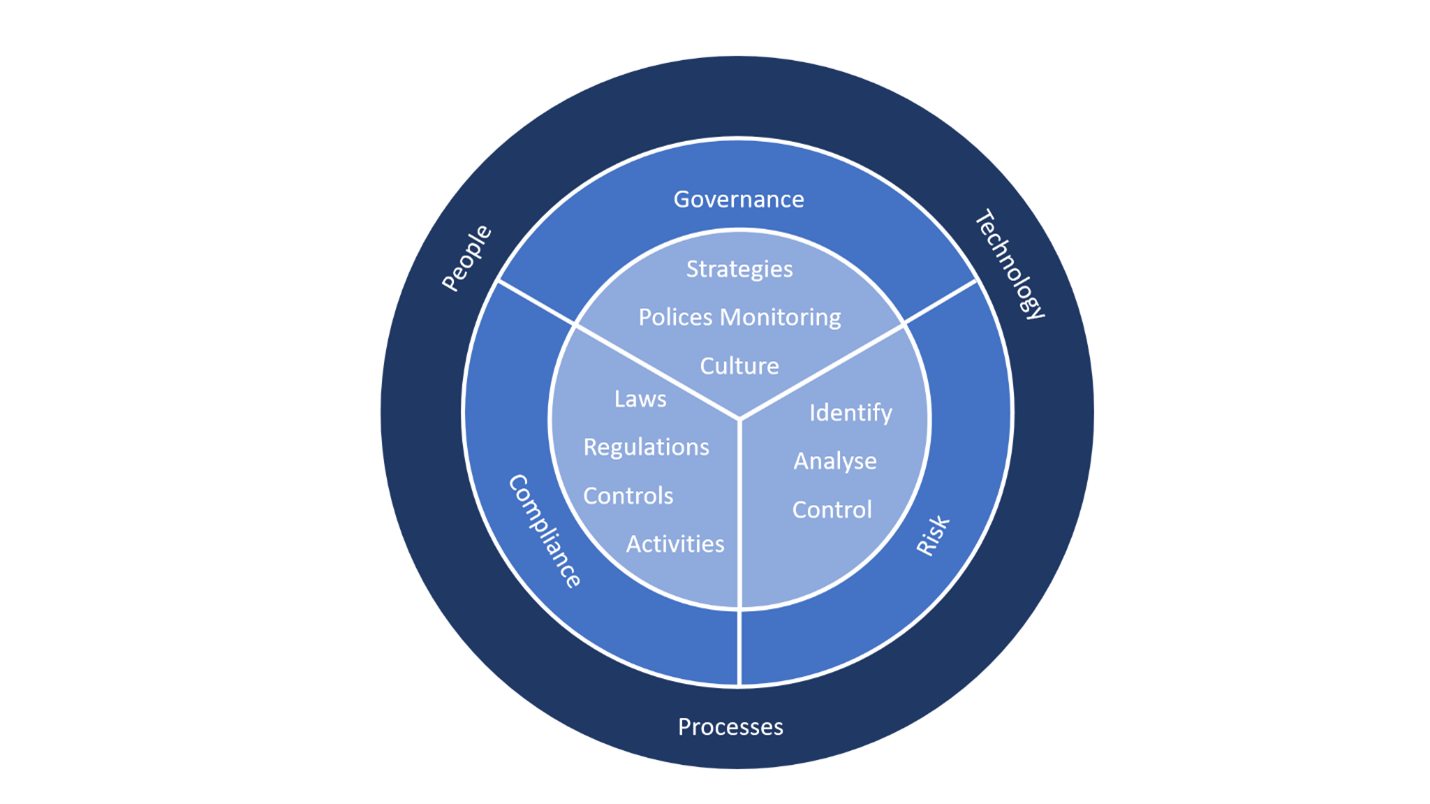 Governance
Strategies
Polices Monitoring
Culture
People
Technology
Laws
Regulations
Controls
Activities
Identify
Analyse
Control
Compliance
Risk
Processes